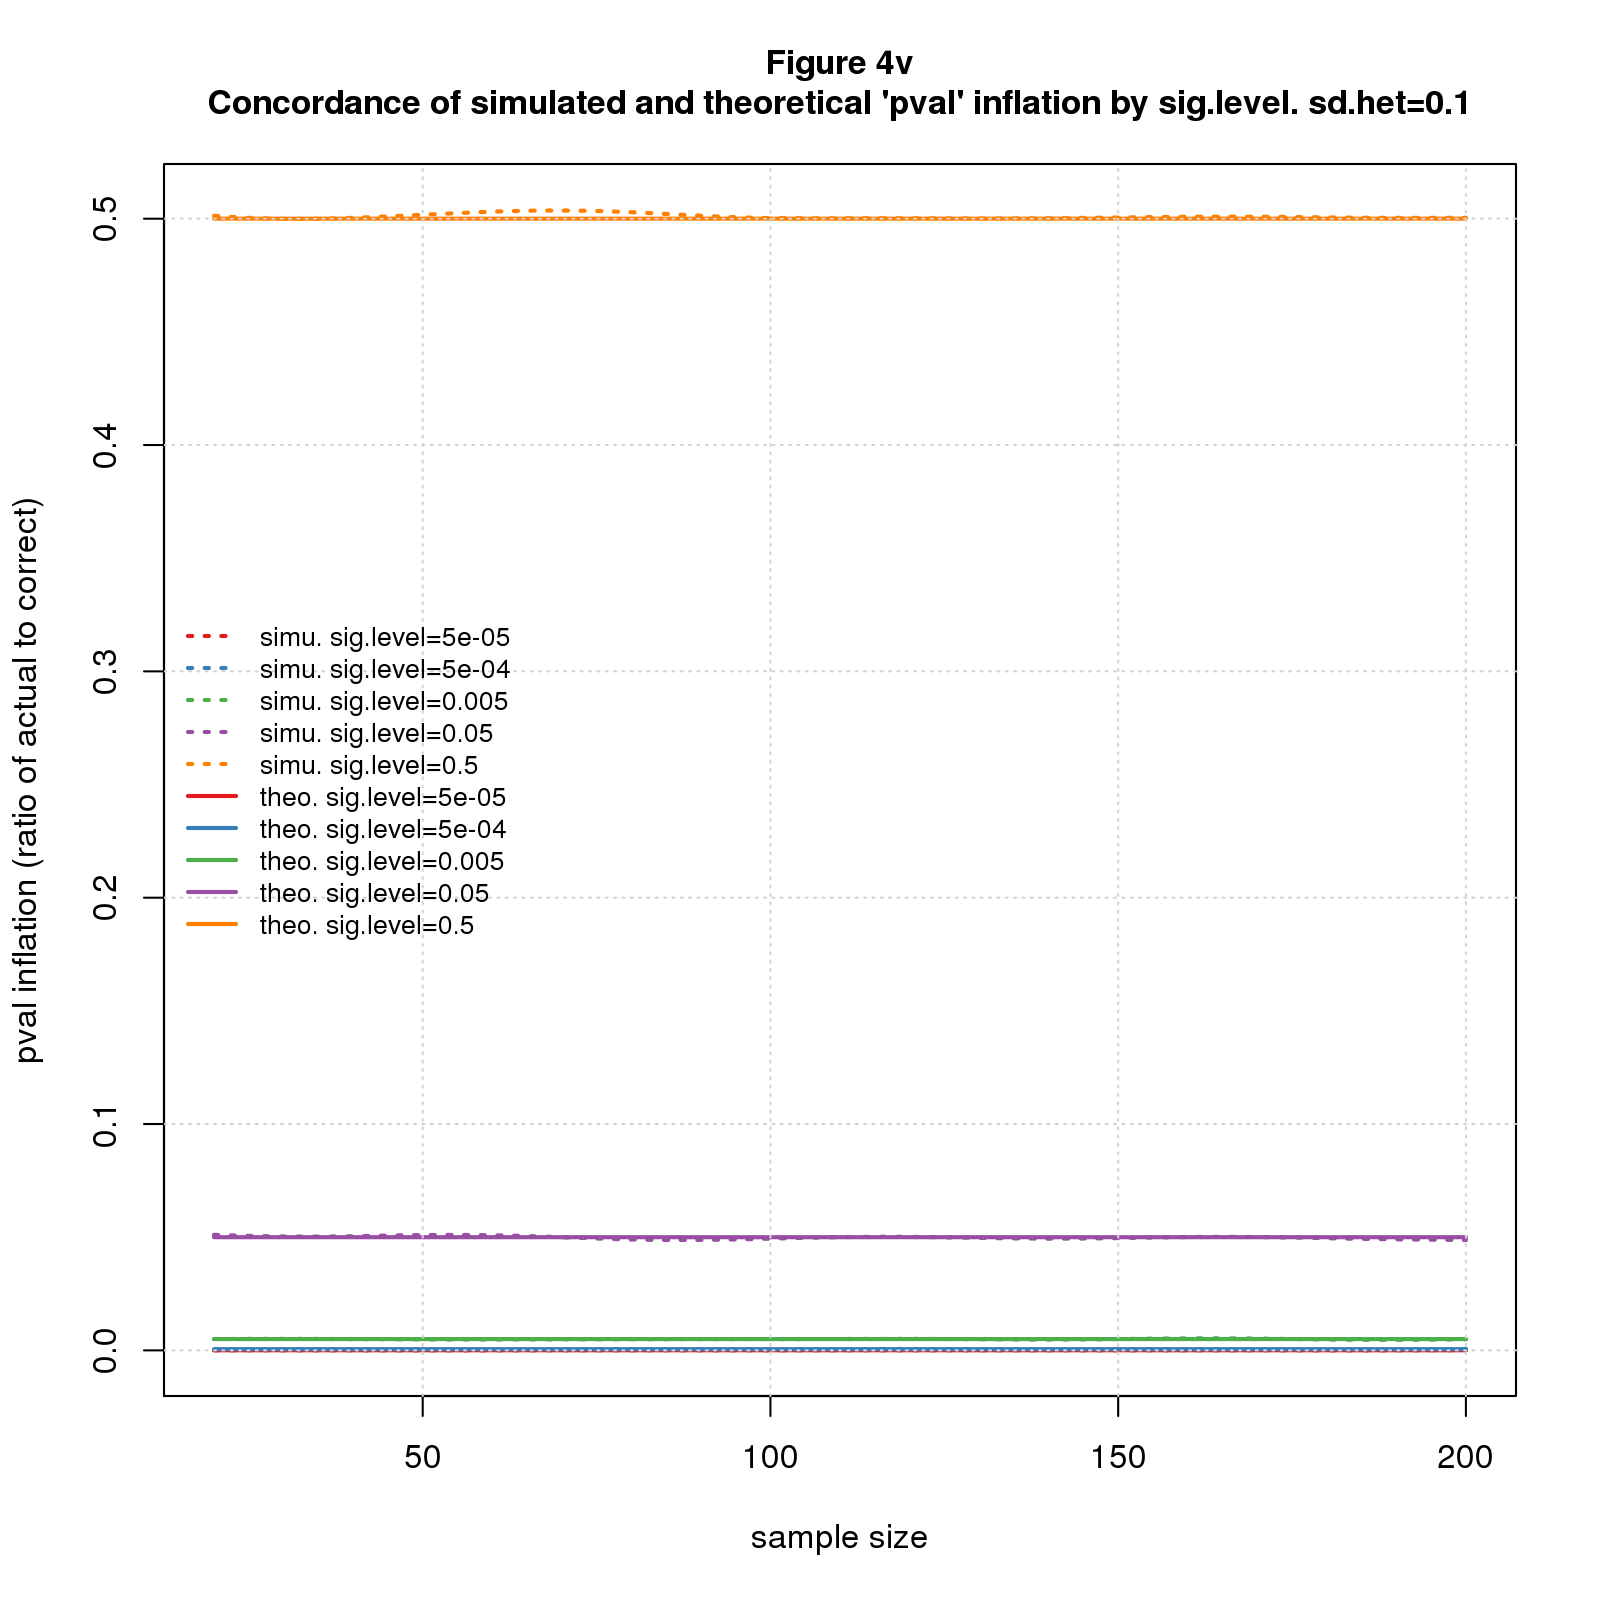 Figure 4v
Concordance of simulated and theoretical 'pval' inflation by sig.level. sd.het=0.1
pval inflation (ratio of actual to correct)
0.5
0.4
0.3
0.2
0.1
0.0
simu. sig.level=5e-05
simu. sig.level=5e-04
simu. sig.level=0.005
simu. sig.level=0.05
simu. sig.level=0.5
theo. sig.level=5e-05
theo. sig.level=5e-04
theo. sig.level=0.005
theo. sig.level=0.05
theo. sig.level=0.5
50 100 150 200
sample size